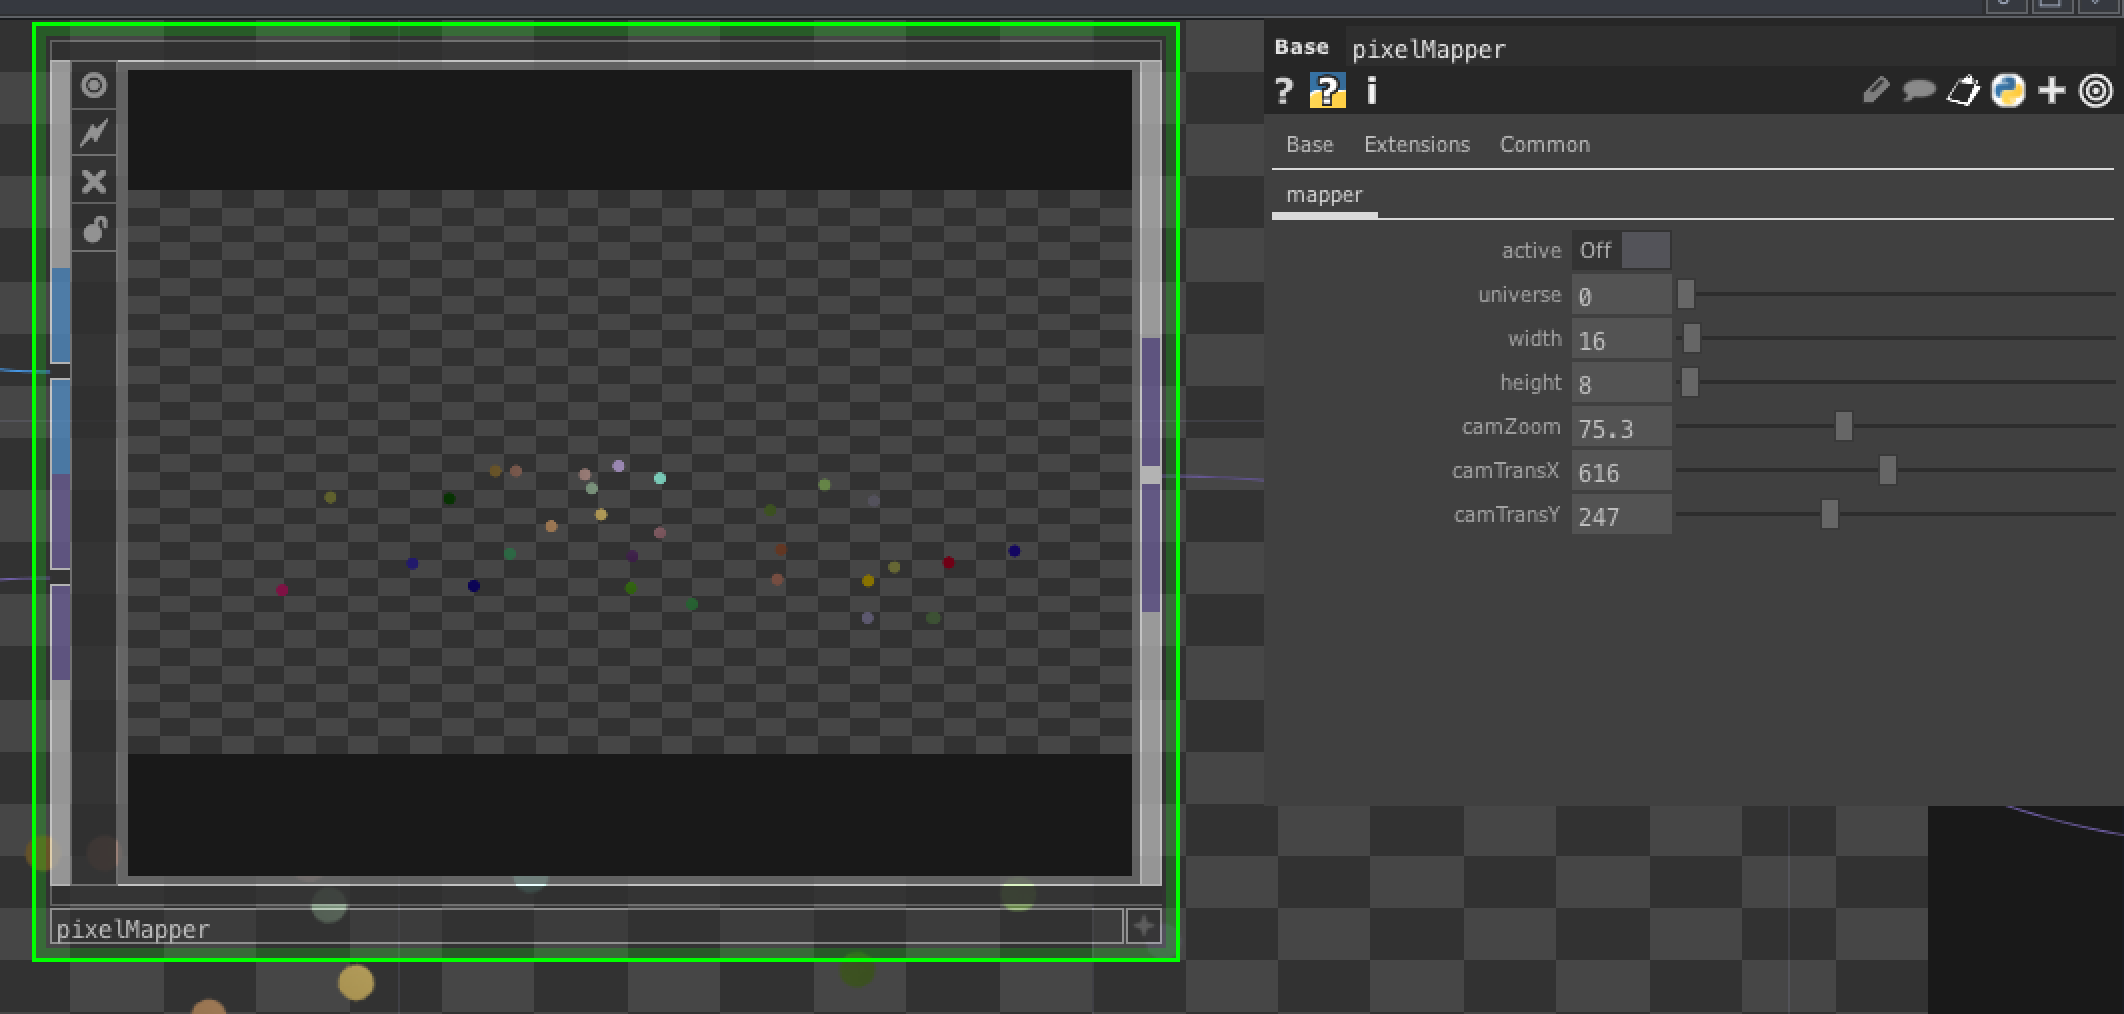 Base pixelMapper
? ? i
Base Extensions Common
mapper
active Off
universe 0
width 16
height 8
camZoom 75.3
camTransX 616
camTransY 247
pixelMapper